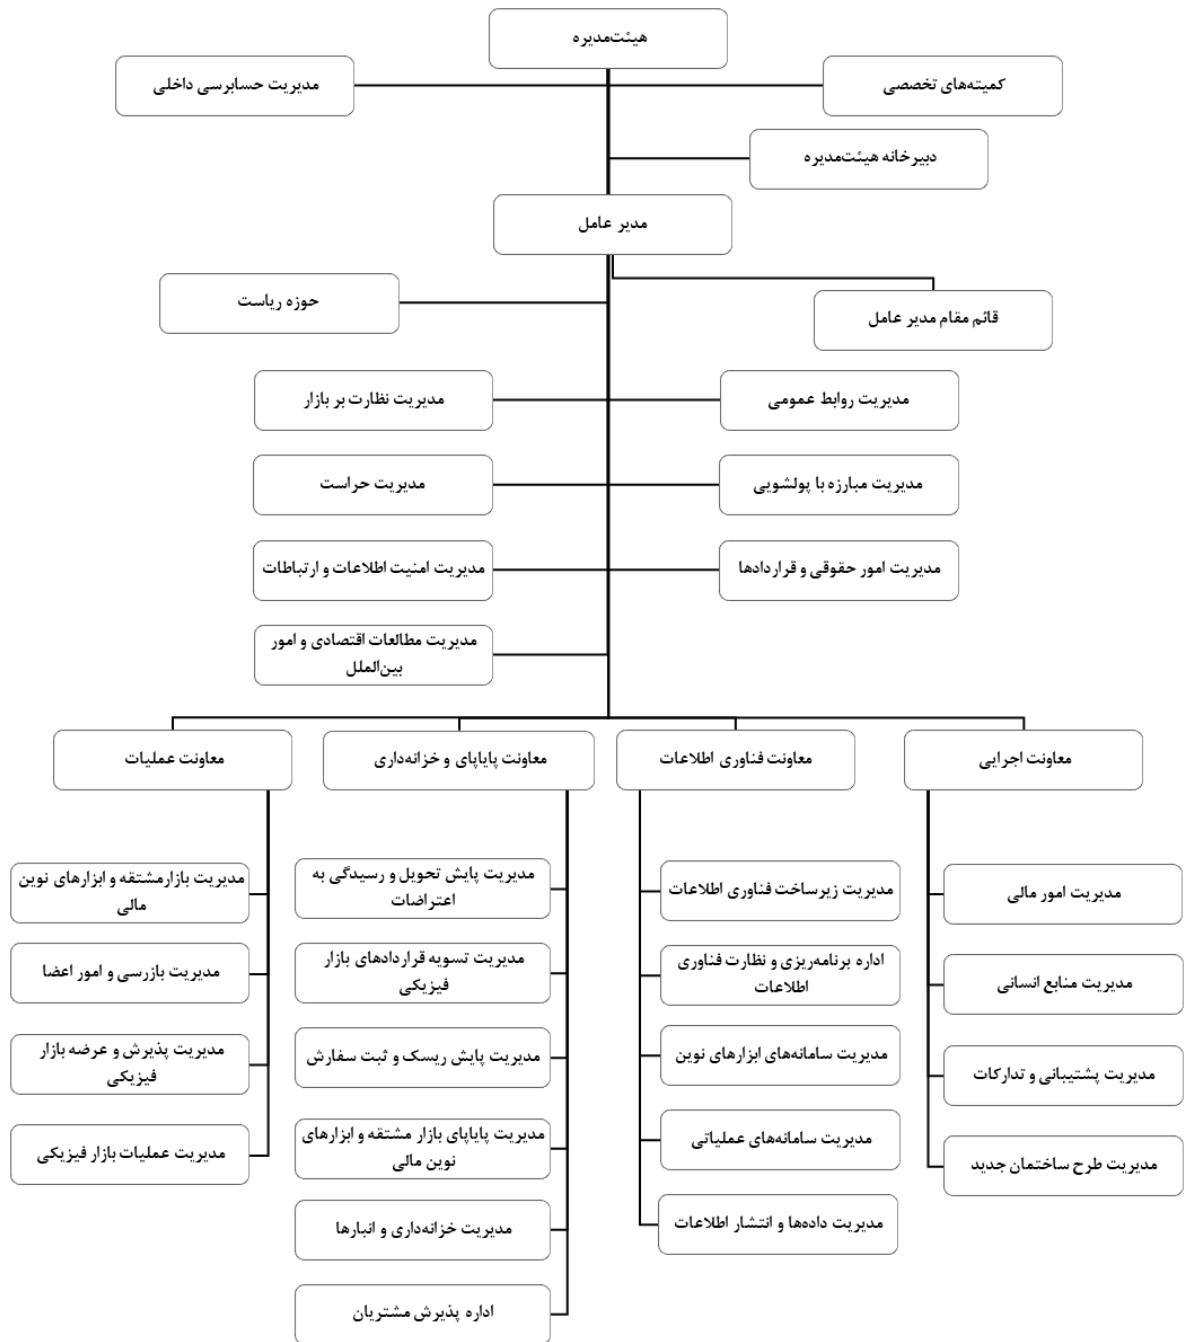 هیئت‌مدیره
کمیته‌های تخصصی
مدیریت حسابرسی داخلی
دبیرخانه هیئت‌مدیره
مدیر عامل
حوزه ریاست
قائم مقام مدیر عامل
مدیریت روابط عمومی
مدیریت نظارت بر بازار
مدیریت مبارزه با پولشویی
مدیریت حراست
مدیریت امور حقوقی و قراردادها
مدیریت امنیت اطلاعات و ارتباطات
مدیریت مطالعات اقتصادی و امور
بین‌الملل
معاونت اجرایی
مدیریت امور مالی
مدیریت منابع انسانی
مدیریت پشتیبانی و تدارکات
مدیریت طرح ساختمان جدید
معاونت فناوری اطلاعات
مدیریت زیرساخت فناوری اطلاعات
اداره برنامه‌ریزی و نظارت فناوری
اطلاعات
مدیریت سامانه‌های ابزارهای نوین
مدیریت سامانه‌های عملیاتی
مدیریت داده‌ها و انتشار اطلاعات
معاونت پایاپای و خزانه‌داری
مدیریت پایش تحویل و رسیدگی به
اعتراضات
مدیریت تسویه قراردادهای بازار
فیزیکی
مدیریت پایش ریسک و ثبت سفارش
مدیریت پایاپای بازار مشتقه و ابزارهای
نوین مالی
مدیریت خزانه‌داری و انبارها
اداره پذیرش مشتریان
معاونت عملیات
مدیریت بازارمشتقه و ابزارهای نوین
مالی
مدیریت بازرسی و امور اعضا
مدیریت پذیرش و عرضه بازار
فیزیکی
مدیریت عملیات بازار فیزیکی